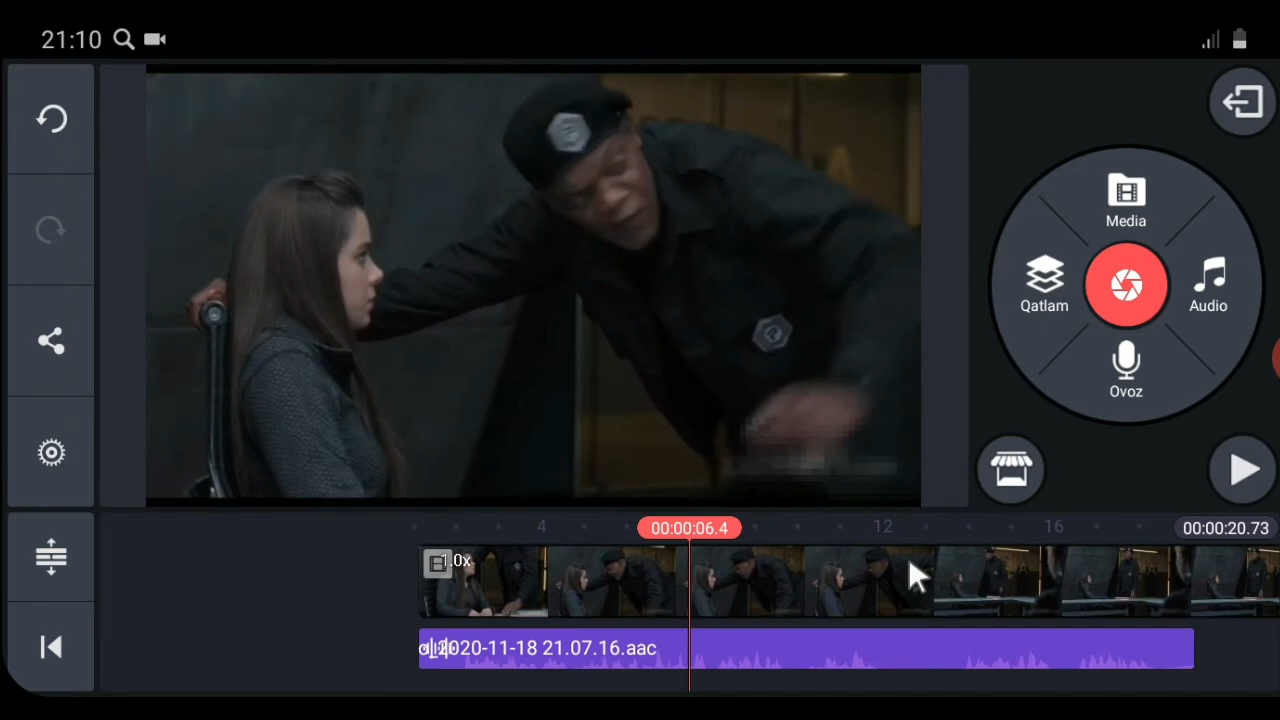 21:10
Media
Qatlam
Audio
Ovoz
4
00:00:06.4
12
16
00:00:20.73
1.0x
2020-11-18 21.07.16.aac